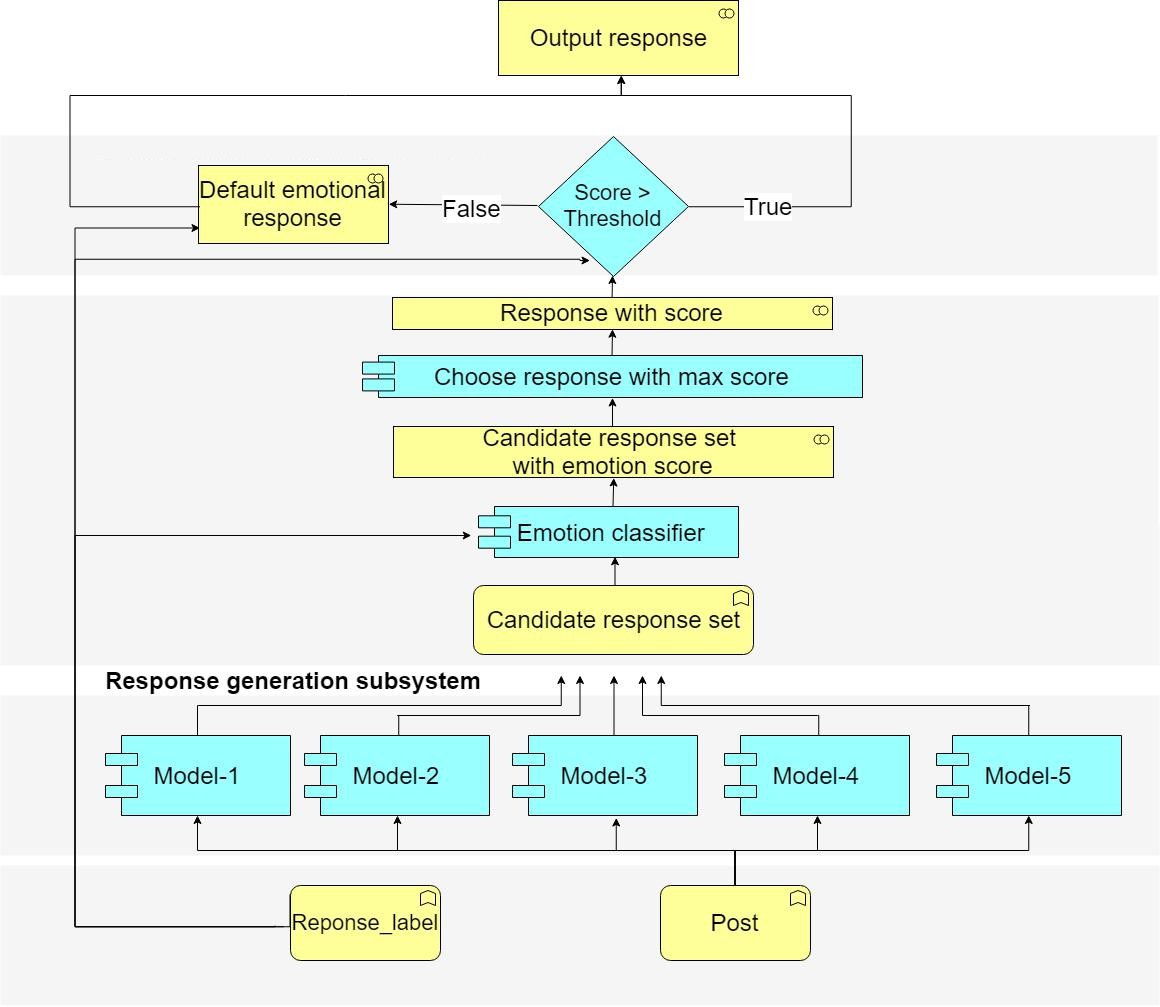 Output response
Default emotional
response
False
Score >
Threshold
True
Response with score
Choose response with max score
Candidate response set
with emotion score
Emotion classifier
Candidate response set
Response generation subsystem
Model-1
Model-2
Model-3
Model-4
Model-5
Reponse_label
Post